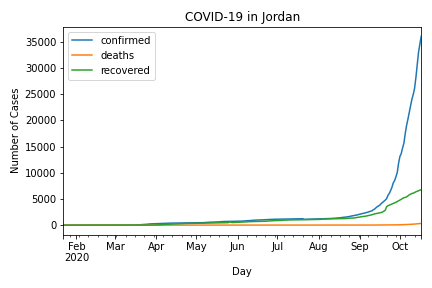 COVID-19 in Jordan
confirmed
deaths
recovered
Number of Cases
35000
30000
25000
20000
15000
10000
5000
0
Feb Mar Apr May Jun Jul Aug Sep Oct
2020
Day